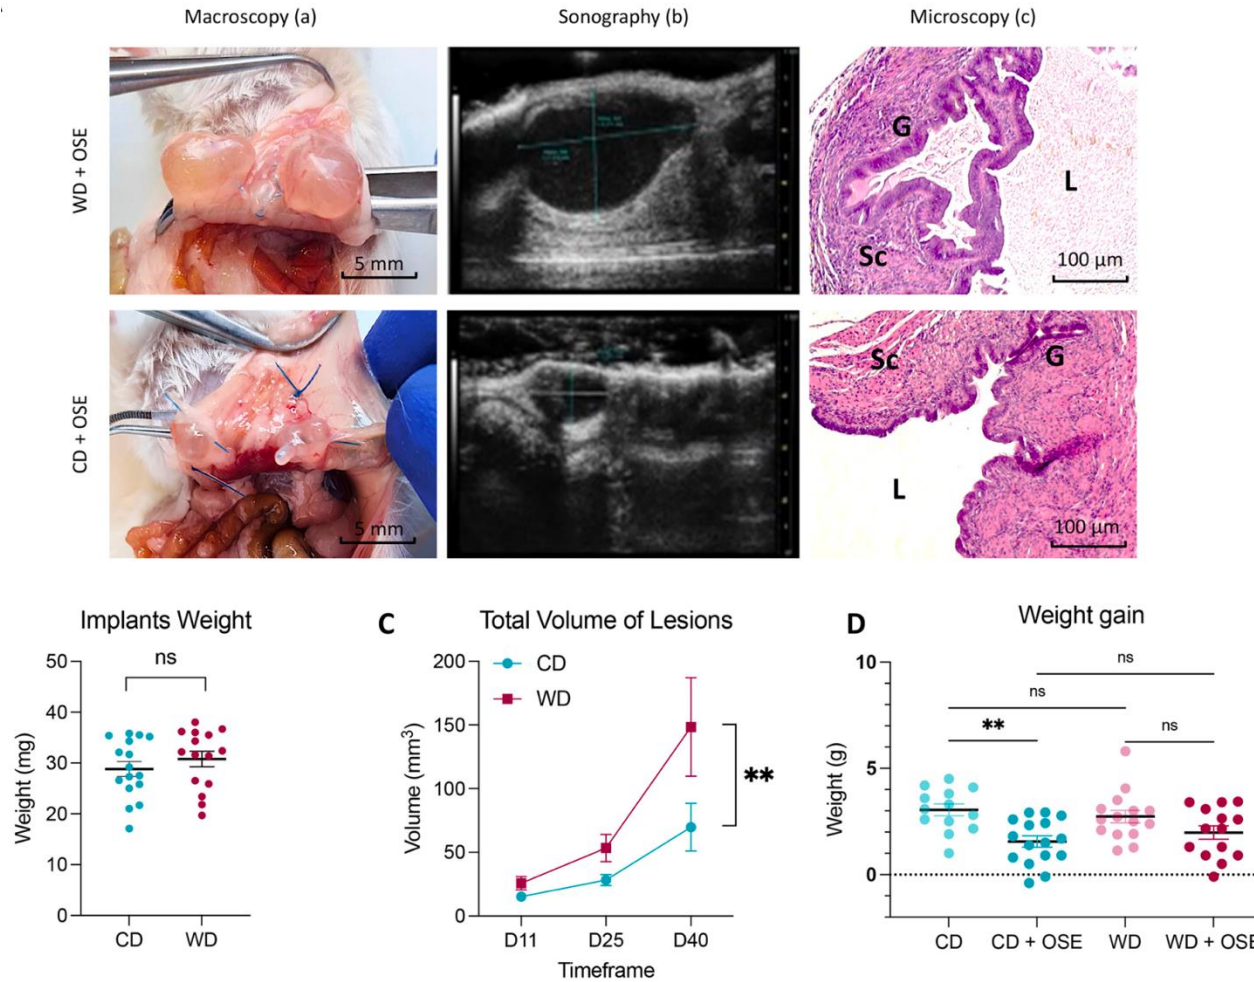 Macroscopy (a)
Sonography (b)
Microscopy (c)
WD + OSE
5 mm
G
L
Sc
100 µm
CD + OSE
5 mm
Sc
G
L
100 µm
Implants Weight
ns
Weight (mg)
50
40
30
20
10
0
CD
WD
C
Total Volume of Lesions
CD
WD
Volume (mm³)
200
150
100
50
0
**
D11
D25
D40
Timeframe
D
Weight gain
ns
ns
**
ns
Weight (g)
10
5
0
CD
CD + OSE
WD
WD + OSE